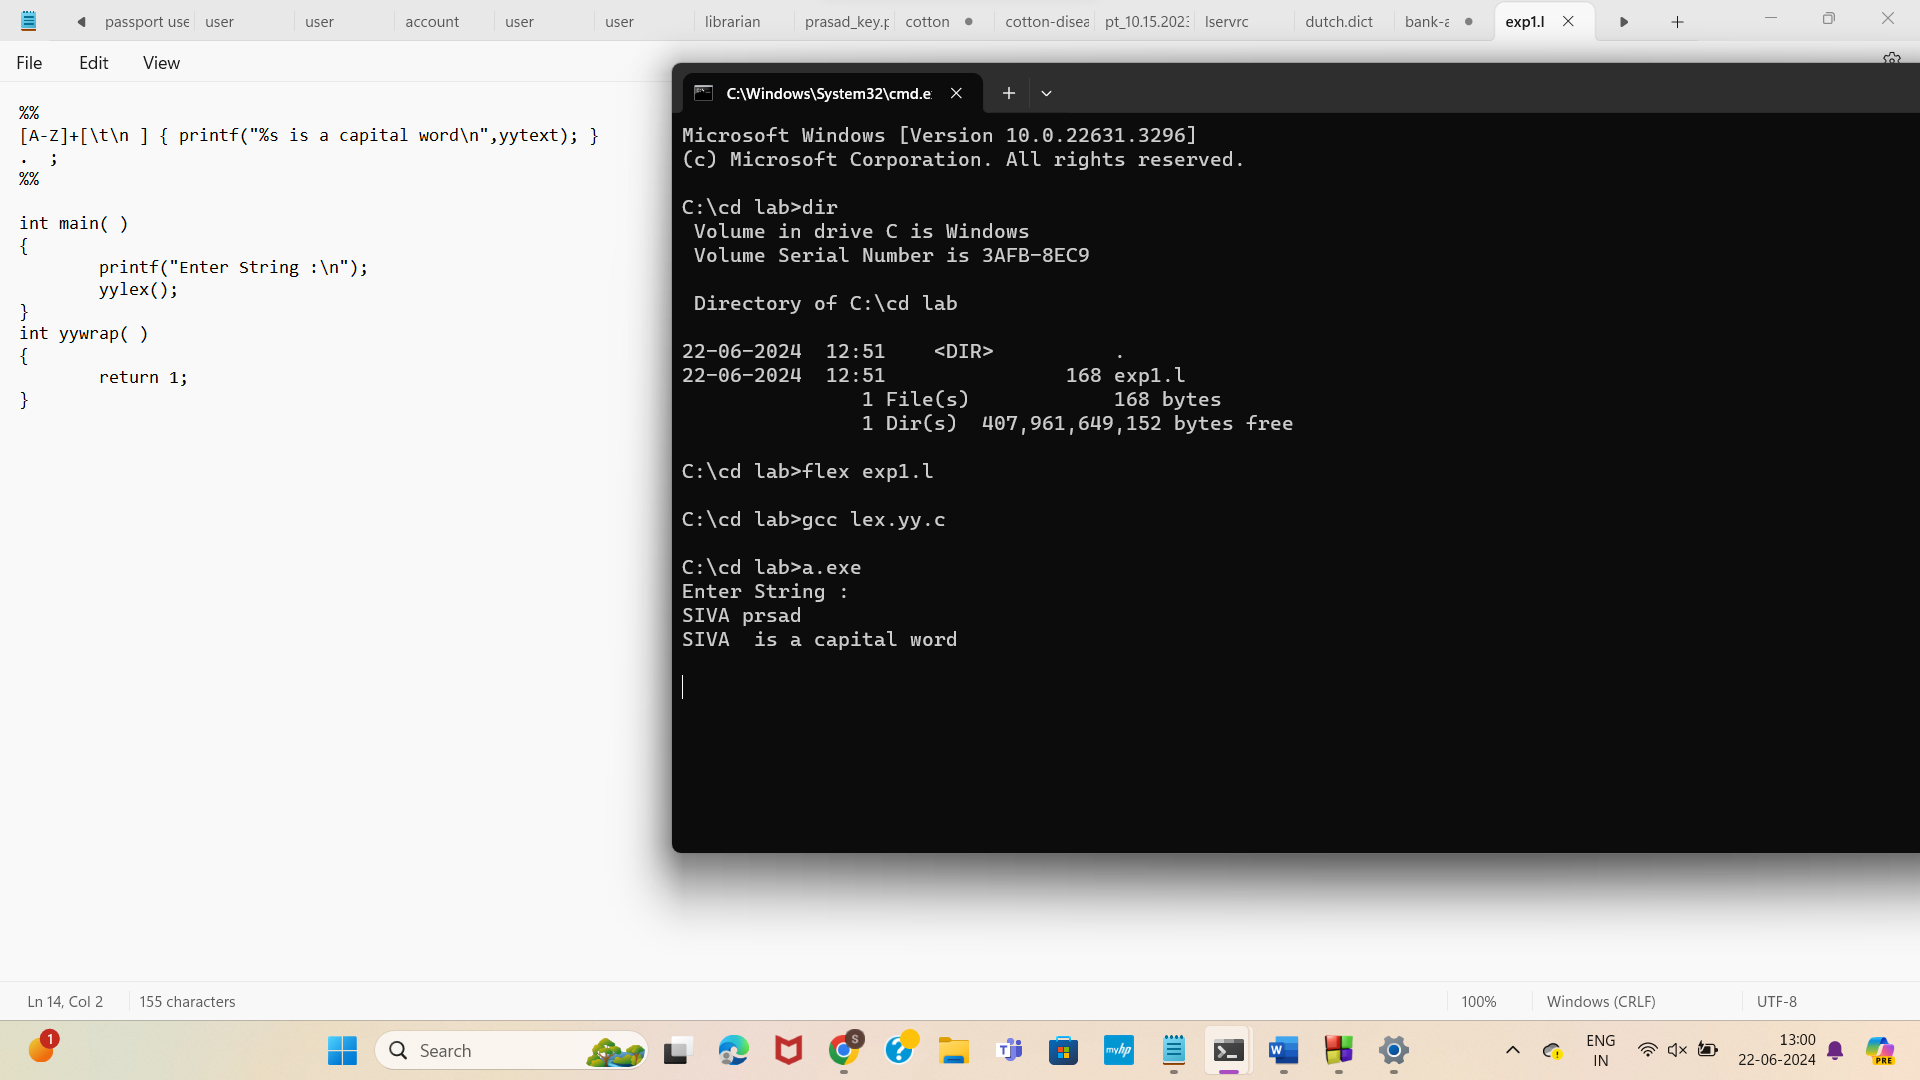 passport use
user
user
account
user
user
librarian
prasad_key.p
cotton
cotton-disea
pt_10.15.2023
lservrc
dutch.dict
bank-a
exp1.l
File Edit View
%%
[A-Z]+[\t\n ] { printf("%s is a capital word\n",yytext); }
.  ;
%%
int main( )
{
printf("Enter String :\n");
yylex();
}
int yywrap( )
{
return 1;
}
C:\Windows\System32\cmd.e
Microsoft Windows [Version 10.0.22631.3296]
(c) Microsoft Corporation. All rights reserved.
C:\cd lab>dir
Volume in drive C is Windows
Volume Serial Number is 3AFB-8EC9
Directory of C:\cd lab
22-06-2024  12:51    <DIR>          .
22-06-2024  12:51               168 exp1.l
1 File(s)            168 bytes
1 Dir(s)  407,961,649,152 bytes free
C:\cd lab>flex exp1.l
C:\cd lab>gcc lex.yy.c
C:\cd lab>a.exe
Enter String :
SIVA prsad
SIVA  is a capital word
Ln 14, Col 2
155 characters
100%
Windows (CRLF)
UTF-8
1
Search
S
T
myhp
W
ENG
IN
13:00
22-06-2024
PRE